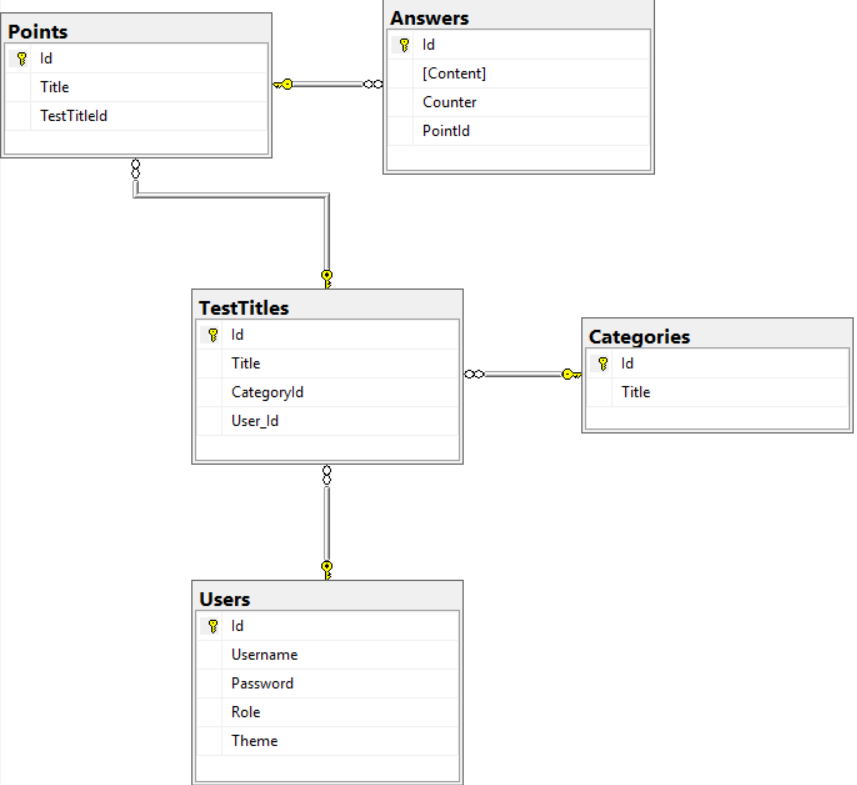 Points
Id
Title
TestTitleId
Answers
Id
[Content]
Counter
PointId
TestTitles
Id
Title
CategoryId
User_Id
Categories
Id
Title
Users
Id
Username
Password
Role
Theme